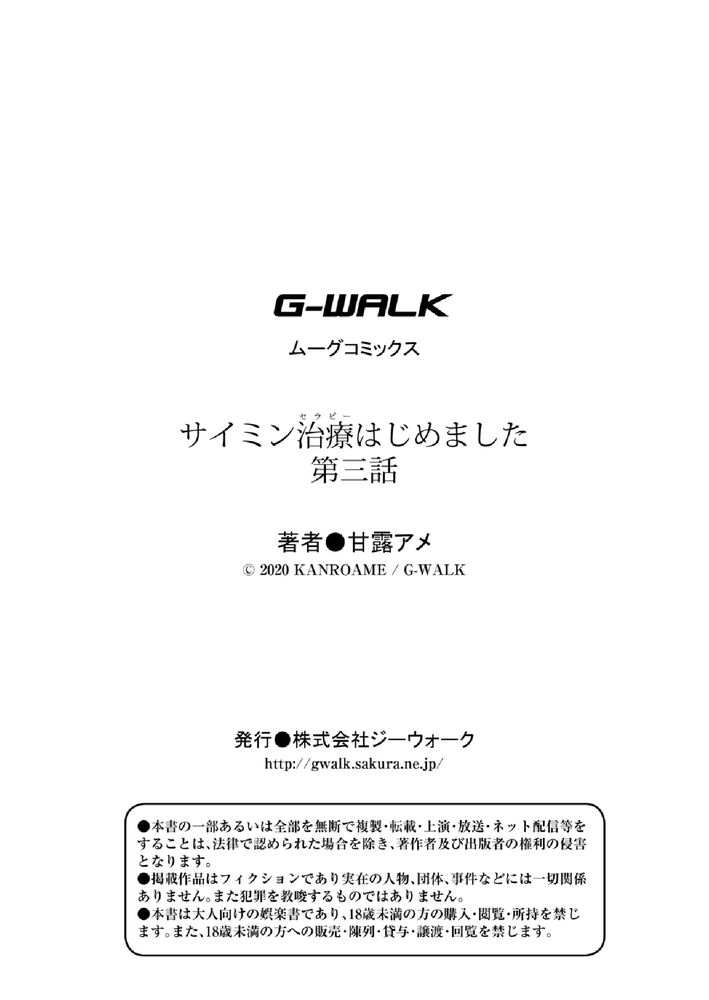 G-WALK
ムーグコミックス
セラピー
サイミン治療はじめました
第三話
著者●甘露アメ
© 2020 KANROAME / G-WALK
発行●株式会社ジーウォーク
http://gwalk.sakura.ne.jp/
●本書の一部あるいは全部を無断で複製・転載・上演・放送・ネット配信等を
することは、法律で認められた場合を除き、著作者及び出版者の権利の侵害
となります。
●掲載作品はフィクションであり実在の人物、団体、事件などには一切関係
ありません。また犯罪を教唆するものではありません。
●本書は大人向けの娯楽書であり、18歳未満の方の購入・閲覧・所持を禁じ
ます。また、18歳未満の方への販売・陳列・貸与・譲渡・回覧を禁じます。